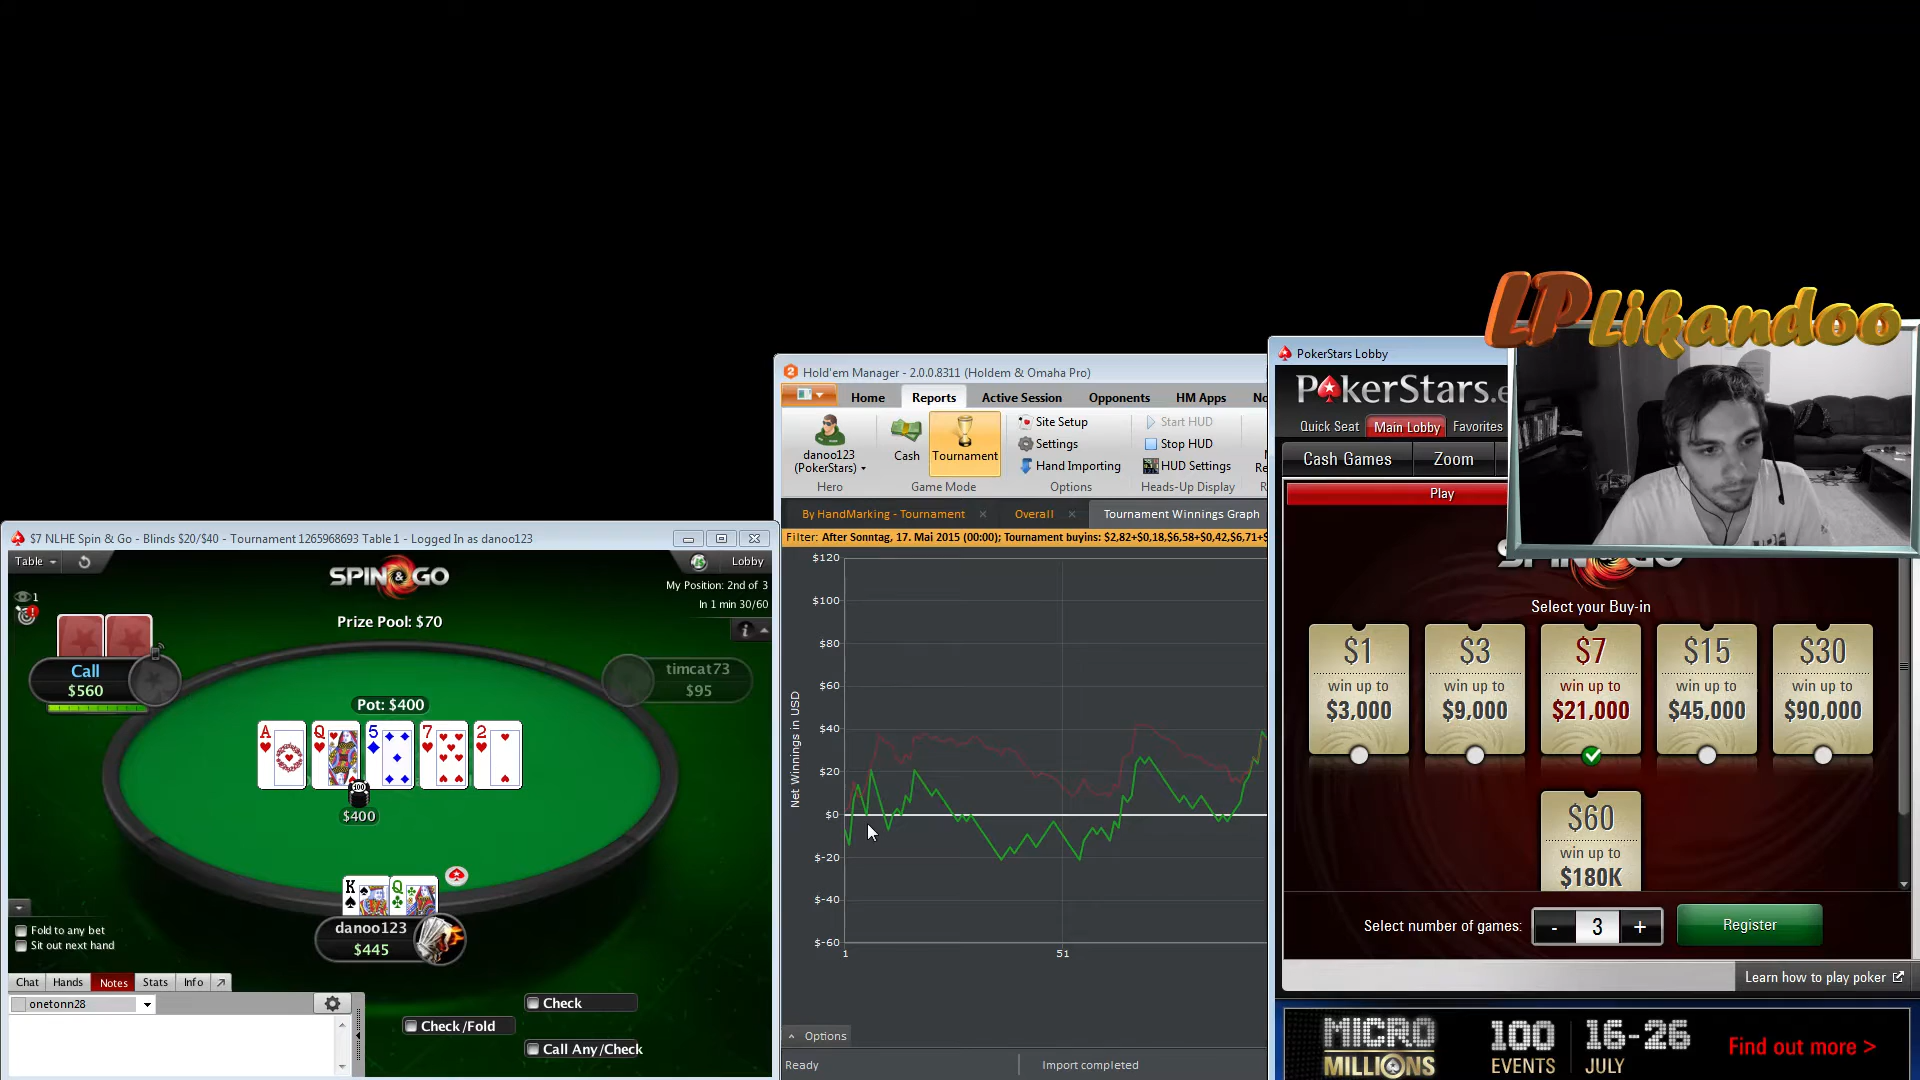 LP Likandoo
Hold'em Manager - 2.0.0.8311 (Holdem & Omaha Pro)
Home Reports Active Session Opponents HM Apps No
danoo123
(PokerStars)
Hero
Cash
Tournament
Game Mode
Site Setup
Settings
Hand Importing
Options
Start HUD
Stop HUD
HUD Settings
Heads-Up Display
By HandMarking - Tournament
Overall
Tournament Winnings Graph
Filter: After Sonntag, 17. Mai 2015 (00:00); Tournament buyins: $2,82+$0,18,$6,58+$0,42,$6,71+$
$120
$100
$80
$60
$40
$20
$0
$-20
$-40
$-60
Net Winnings in USD
1
51
Options
Ready
Import completed
$7 NLHE Spin & Go - Blinds $20/$40 - Tournament 1265968693 Table 1 - Logged In as danoo123
Table
Lobby
SPIN & GO
My Position: 2nd of 3
In 1 min 30/60
1
Prize Pool: $70
Call
$560
timcat73
$95
Pot: $400
A Q 5 7 2
100
$400
K Q
danoo123
$445
Fold to any bet
Sit out next hand
Chat Hands Notes Stats Info
onetonn28
Check
Check/Fold
Call Any/Check
PokerStars Lobby
PokerStars.e
Quick Seat Main Lobby Favorites
Cash Games Zoom
Play
Select your Buy-in
$1
win up to
$3,000
$3
win up to
$9,000
$7
win up to
$21,000
$15
win up to
$45,000
$30
win up to
$90,000
$60
win up to
$180K
Select number of games: - 3 +
Register
Learn how to play poker
MICRO
MILLIONS
100
EVENTS
16-26
JULY
Find out more >